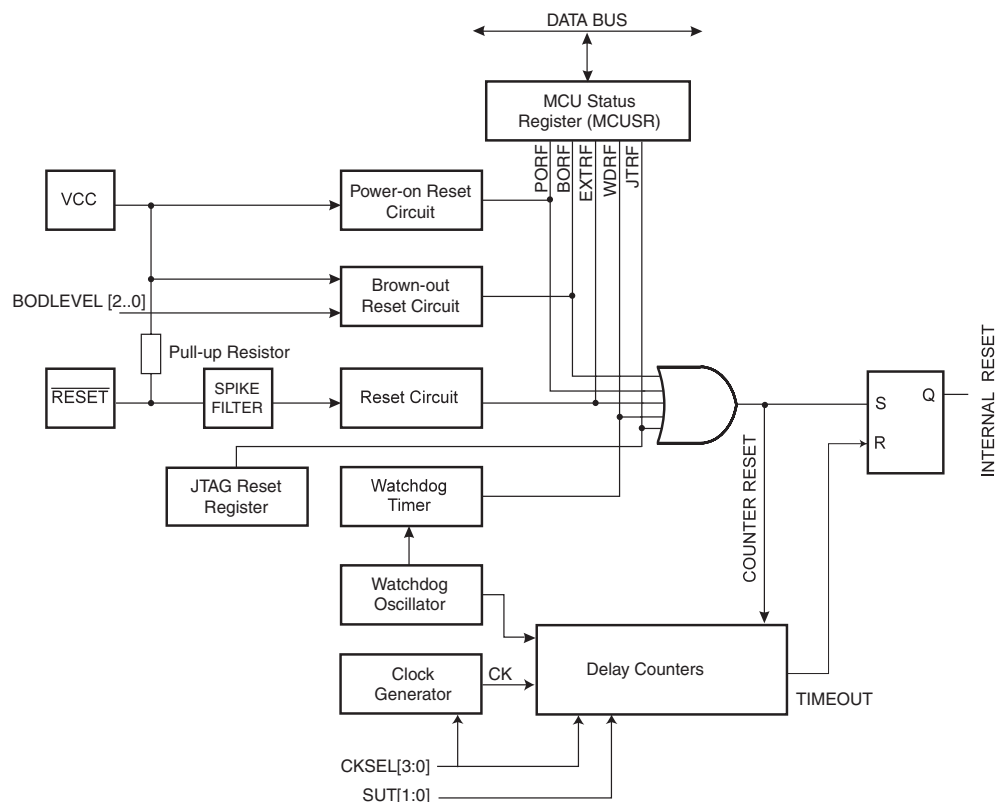 DATA BUS
MCU Status
Register (MCUSR)
PORF
BORF
EXTRF
WDRF
JTRF
VCC
Power-on Reset
Circuit
Brown-out
Reset Circuit
BODLEVEL [2..0]
Pull-up Resistor
RESET
SPIKE
FILTER
Reset Circuit
JTAG Reset
Register
Watchdog
Timer
Watchdog
Oscillator
Clock
Generator
CK
Delay Counters
COUNTER RESET
S
Q
R
INTERNAL RESET
TIMEOUT
CKSEL[3:0]
SUT[1:0]